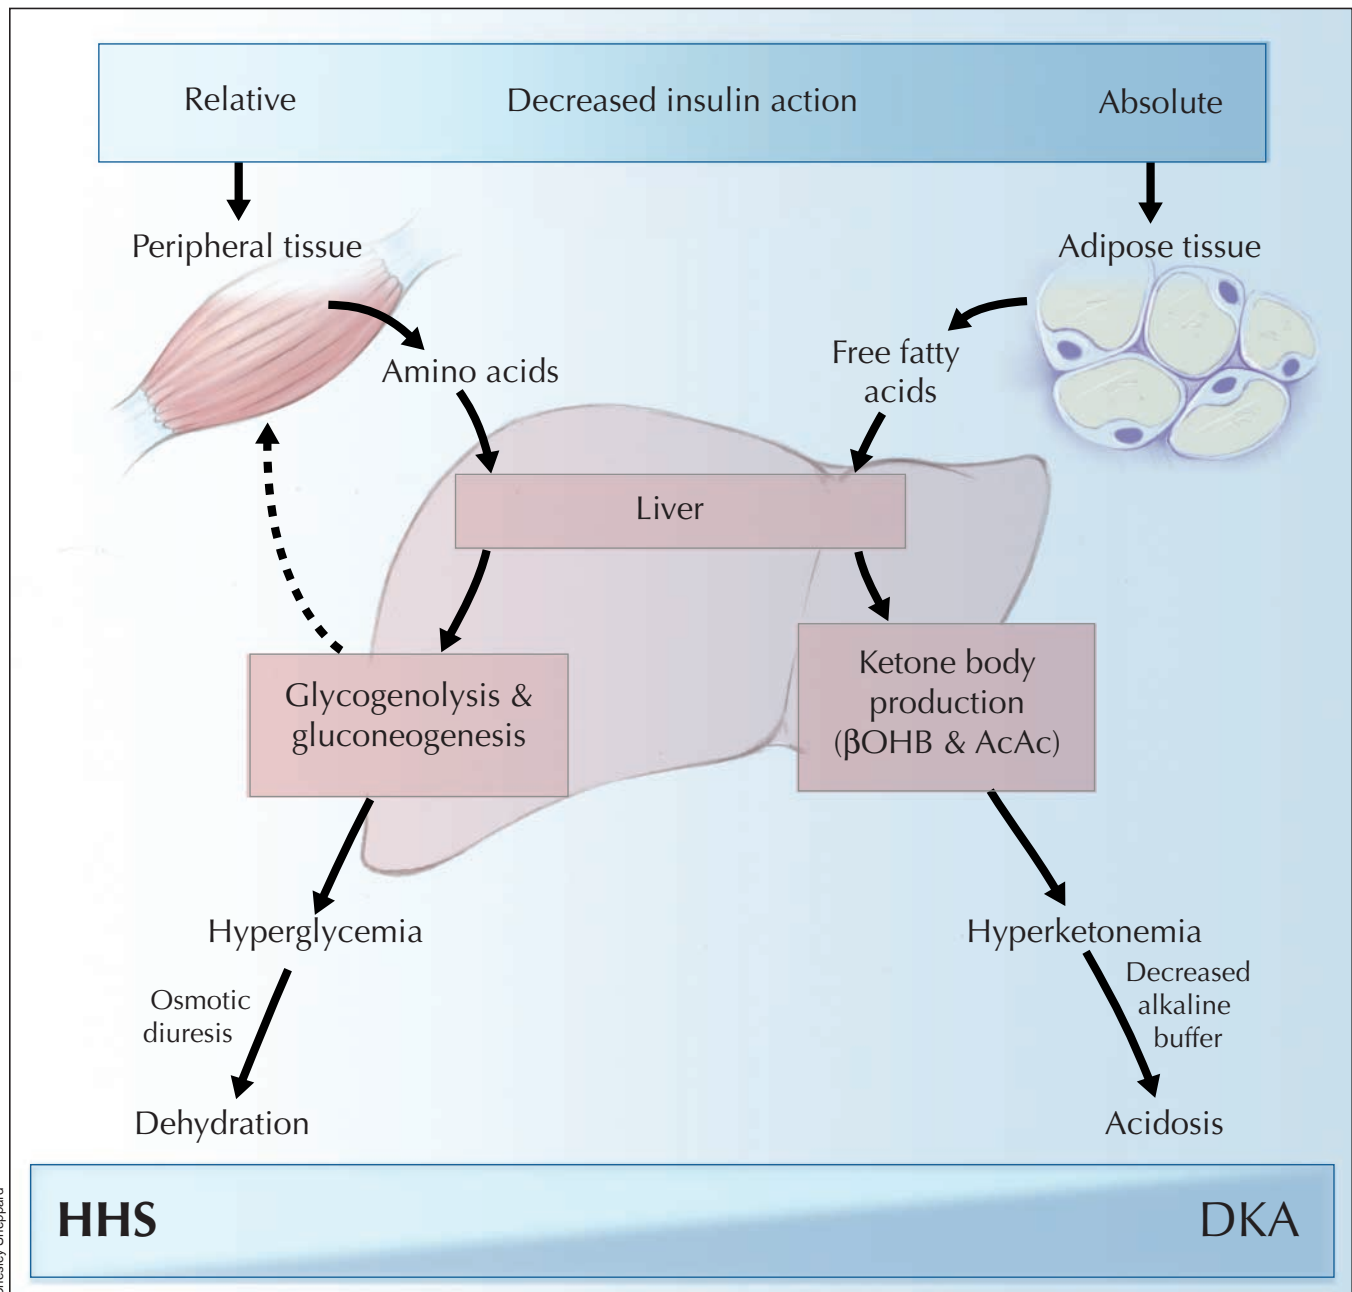 Relative
Decreased insulin action
Absolute
Peripheral tissue
Adipose tissue
Amino acids
Free fatty
acids
Liver
Glycogenolysis &
gluconeogenesis
Ketone body
production
(βOHB & AcAc)
Hyperglycemia
Hyperketonemia
Osmotic
diuresis
Decreased
alkaline
buffer
Dehydration
Acidosis
HHS
DKA
Sheppard